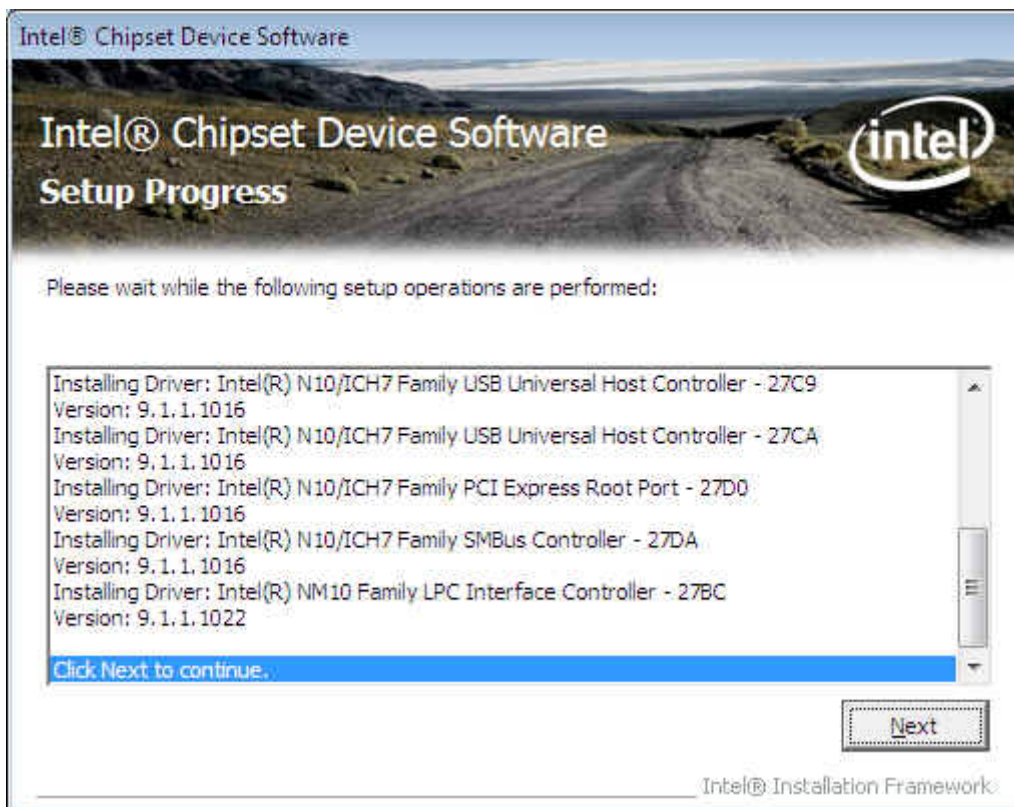 Intel® Chipset Device Software
Intel® Chipset Device Software
intel
Setup Progress
Please wait while the following setup operations are performed:
Installing Driver: Intel(R) N10/ICH7 Family USB Universal Host Controller - 27C9
Version: 9.1.1.1016
Installing Driver: Intel(R) N10/ICH7 Family USB Universal Host Controller - 27CA
Version: 9.1.1.1016
Installing Driver: Intel(R) N10/ICH7 Family PCI Express Root Port - 27D0
Version: 9.1.1.1016
Installing Driver: Intel(R) N10/ICH7 Family SMBus Controller - 27DA
Version: 9.1.1.1016
Installing Driver: Intel(R) NM10 Family LPC Interface Controller - 27BC
Version: 9.1.1.1022
Click Next to continue.
Next
Intel® Installation Framework